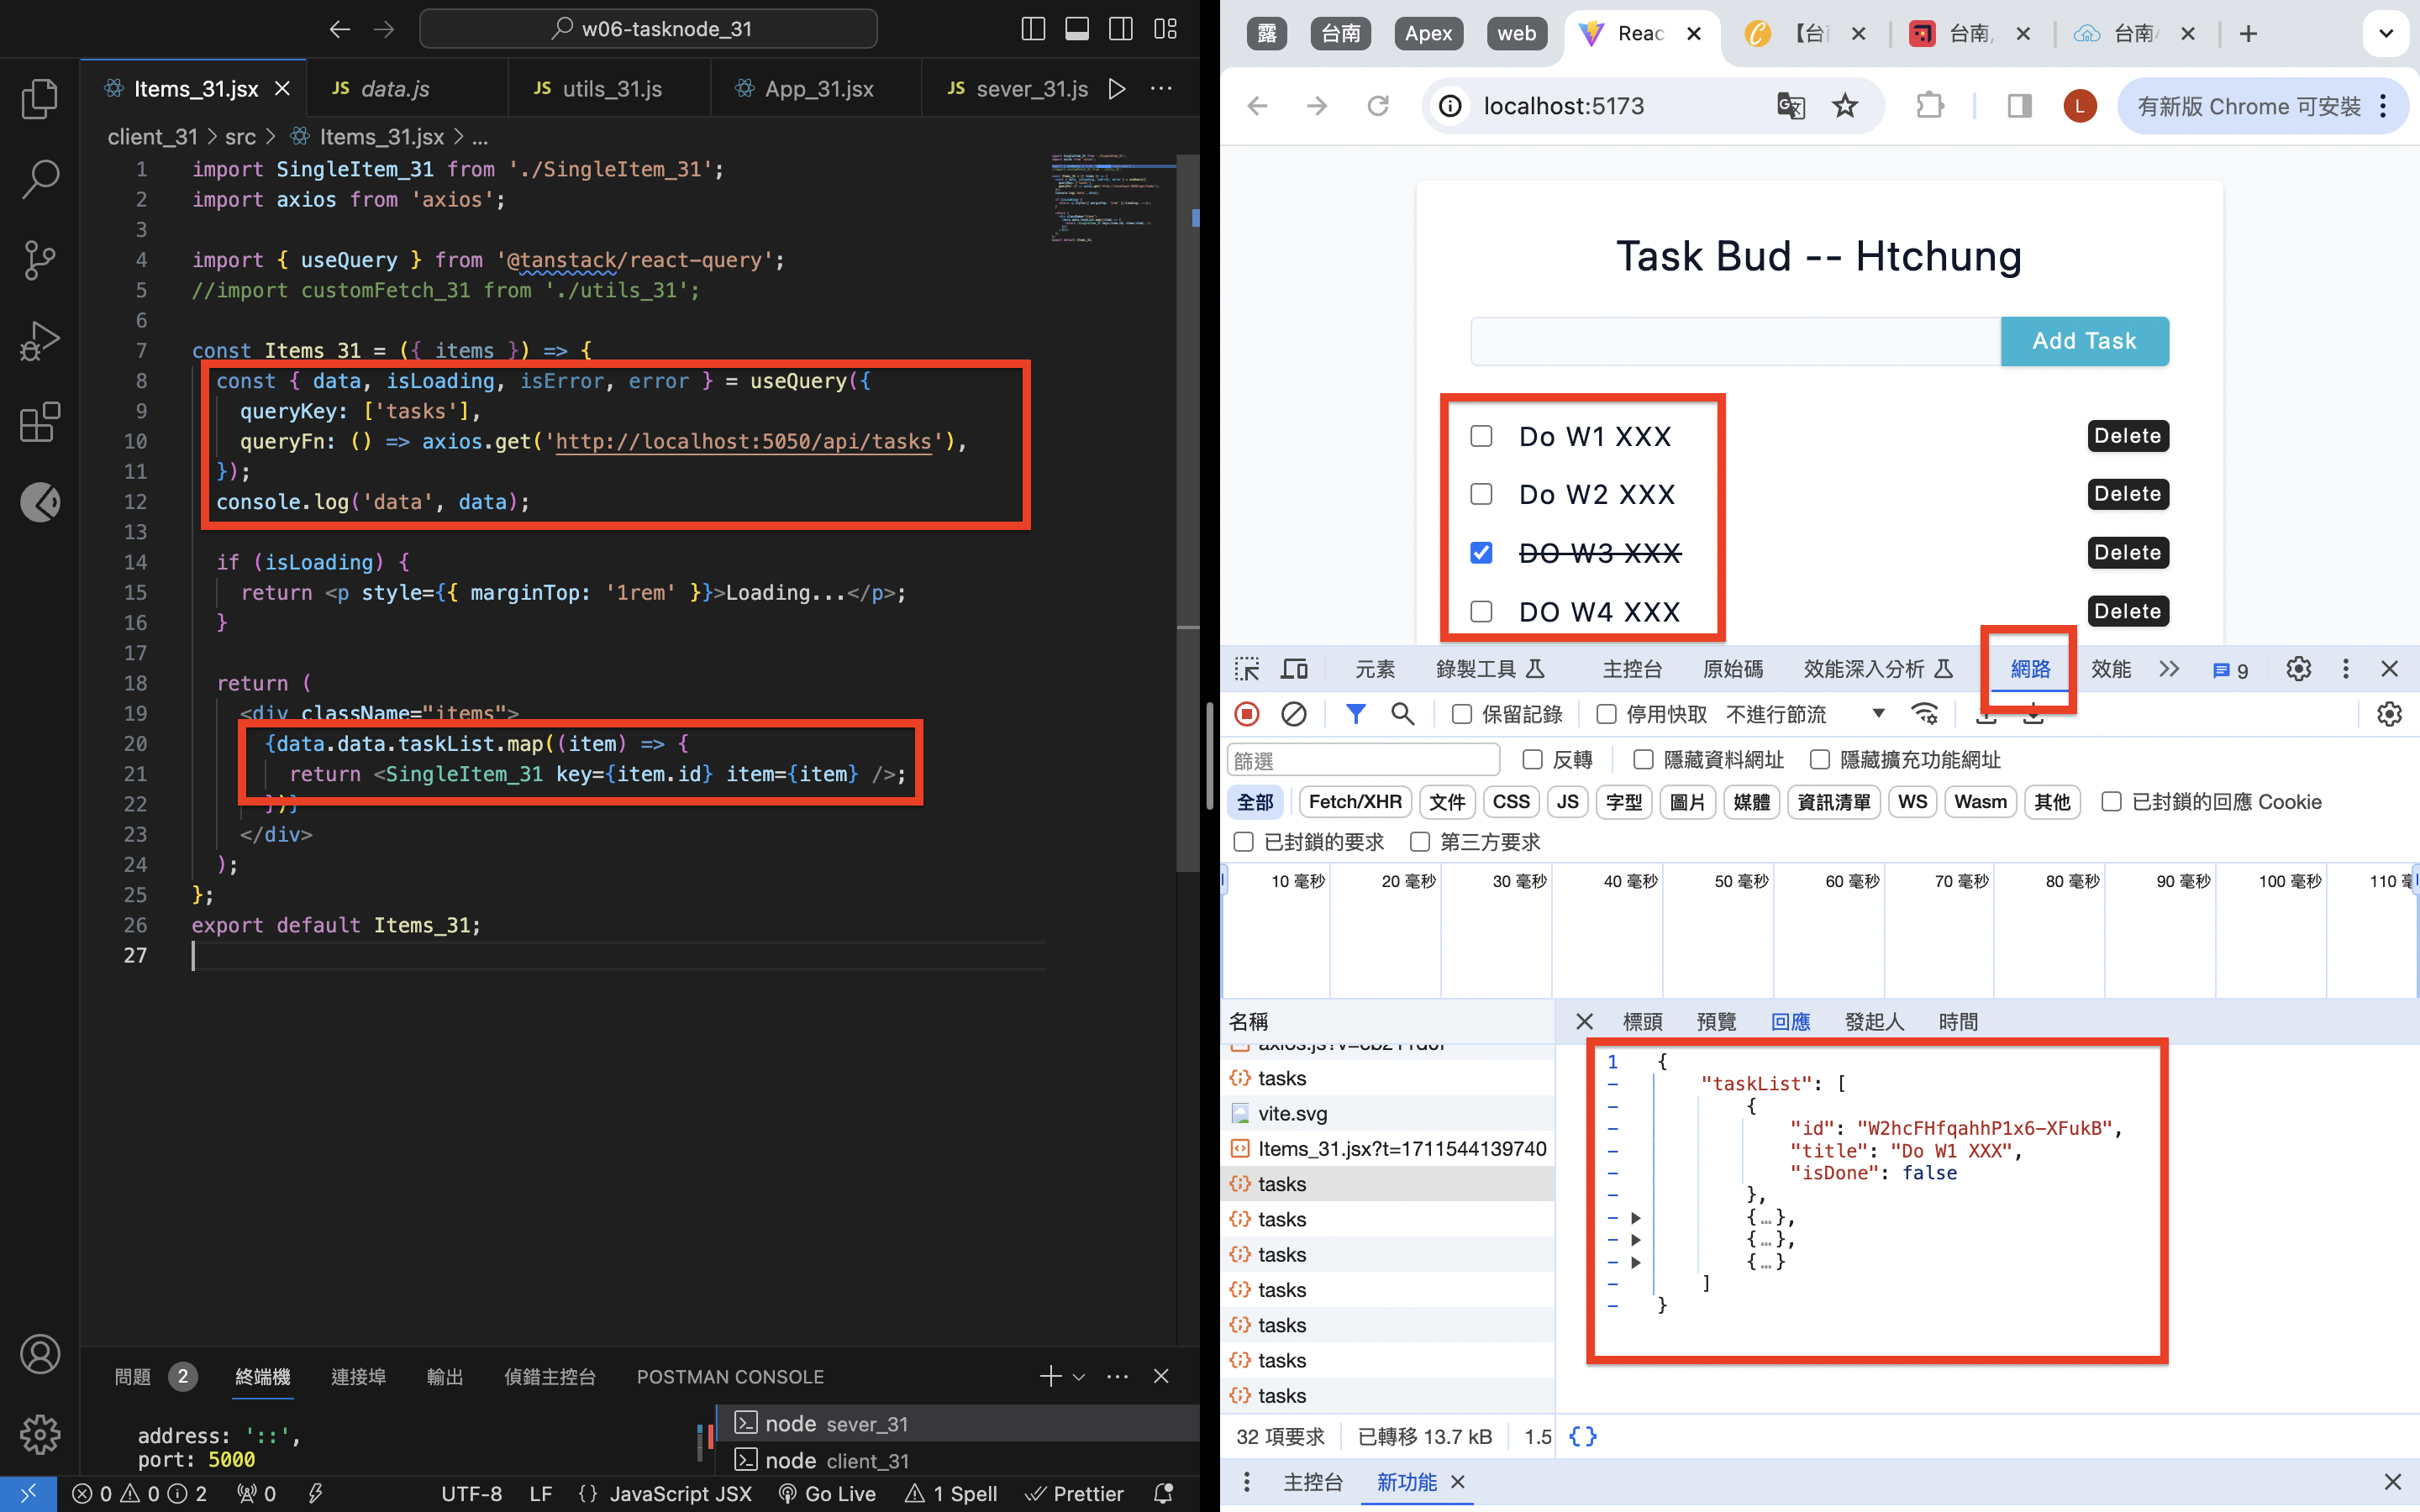 w06-tasknode_31
Items_31.jsx
JS data.js
JS utils_31.js
App_31.jsx
JS sever_31.js
client_31 > src > Items_31.jsx > ...
1 import SingleItem_31 from './SingleItem_31';
2 import axios from 'axios';
3
4 import { useQuery } from '@tanstack/react-query';
5 //import customFetch_31 from './utils_31';
6
7 const Items_31 = ({ items }) => {
8 const { data, isLoading, isError, error } = useQuery({
9 queryKey: ['tasks'],
10 queryFn: () => axios.get('http://localhost:5050/api/tasks'),
11 });
12 console.log('data', data);
13
14 if (isLoading) {
15 return <p style={{ marginTop: '1rem' }}>Loading...</p>;
16 }
17
18 return (
19 <div className="items">
20 {data.data.taskList.map((item) => {
21 return <SingleItem_31 key={item.id} item={item} />;
22 })}
23 </div>
24 );
25 };
26 export default Items_31;
27
問題 2 終端機 連接埠 輸出 偵錯主控台 POSTMAN CONSOLE
address: '::',
port: 5000
node sever_31
node client_31
0 0 2 0 UTF-8 LF {} JavaScript JSX Go Live 1 Spell Prettier
露 台南 Apex web Reac 【台 台南, 台南
localhost:5173
L
有新版 Chrome 可安裝
Task Bud -- Htchung
Add Task
Do W1 XXX Delete
Do W2 XXX Delete
DO W3 XXX Delete
DO W4 XXX Delete
元素 錄製工具 主控台 原始碼 效能深入分析 網路 效能 9
保留記錄 停用快取 不進行節流
篩選 反轉 隱藏資料網址 隱藏擴充功能網址
全部 Fetch/XHR 文件 CSS JS 字型 圖片 媒體 資訊清單 WS Wasm 其他 已封鎖的回應 Cookie
已封鎖的要求 第三方要求
10 毫秒 20 毫秒 30 毫秒 40 毫秒 50 毫秒 60 毫秒 70 毫秒 80 毫秒 90 毫秒 100 毫秒 110 毫
名稱
tasks
vite.svg
Items_31.jsx?t=1711544139740
tasks
tasks
tasks
tasks
tasks
tasks
tasks
標頭 預覽 回應 發起人 時間
1 {
- "taskList": [
- {
- "id": "W2hcFHfqahhP1x6-XFukB",
- "title": "Do W1 XXX",
- "isDone": false
- },
- {…},
- {…},
- {…}
- ]
- }
32 項要求 已轉移 13.7 kB 1.5 {}
主控台 新功能